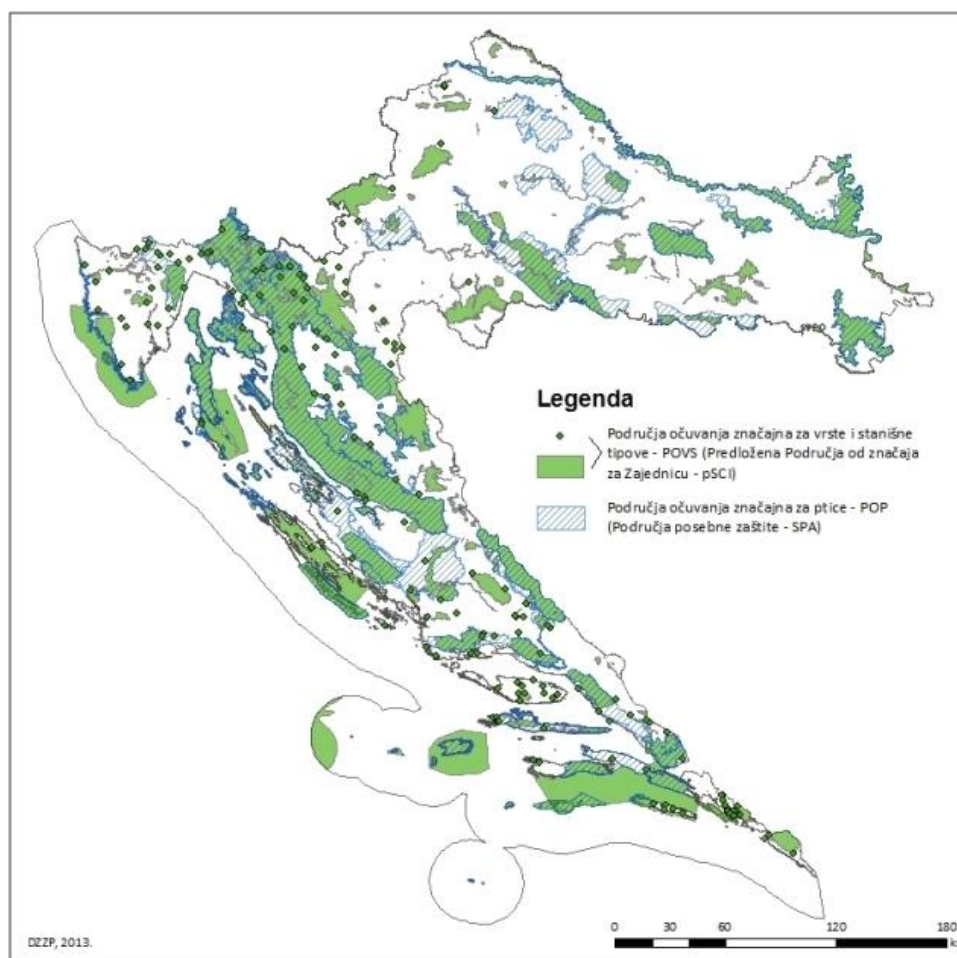 Legenda
Područja očuvanja značajna za vrste i stanišne
tipove - POVS (Predložena Područja od značaja
za Zajednicu - pSCI)
Područja očuvanja značajna za ptice - POP
(Područja posebne zaštite - SPA)
DZZP, 2013.
0 30 60 120 180